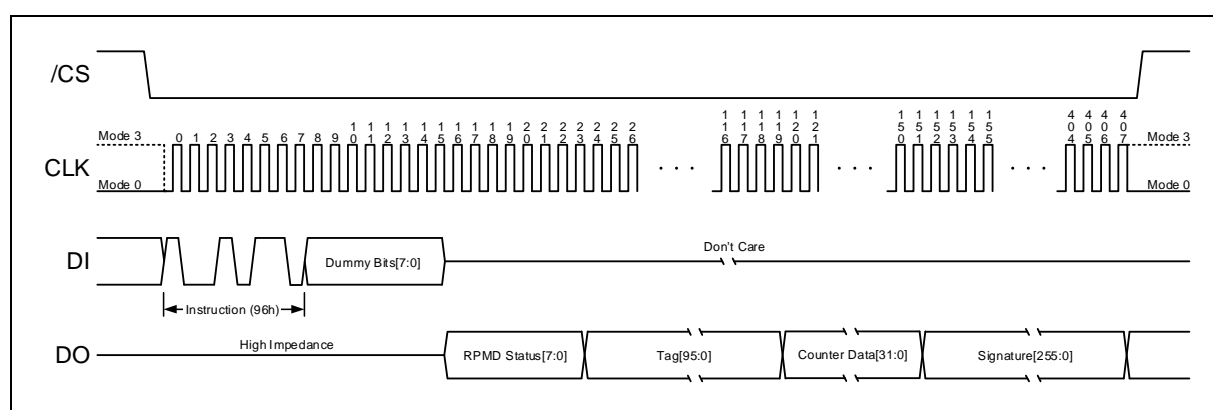 /CS
Mode 3
0 1 2 3 4 5 6 7 8 9 10 11 12 13 14 15 16 17 18 19 20 21 22 23 24 25 26 116 117 118 119 120 121 150 151 152 153 154 155 404 405 406 407
Mode 3
CLK
Mode 0
Mode 0
DI
Dummy Bits[7:0]
Don't Care
Instruction (96h)
DO
High Impedance
RPMD Status[7:0]
Tag[95:0]
Counter Data[31:0]
Signature[255:0]